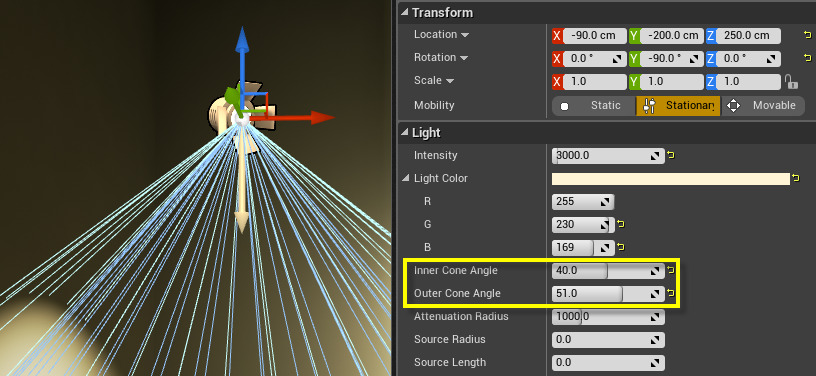 Transform
Location X -90.0 cm Y -200.0 cm Z 250.0 cm
Rotation X 0.0 ° Y -90.0 ° Z 0.0 °
Scale X 1.0 Y 1.0 Z 1.0
Mobility Static Stationary Movable
Light
Intensity 3000.0
Light Color
R 255
G 230
B 169
Inner Cone Angle 40.0
Outer Cone Angle 51.0
Attenuation Radius 1000.0
Source Radius 0.0
Source Length 0.0